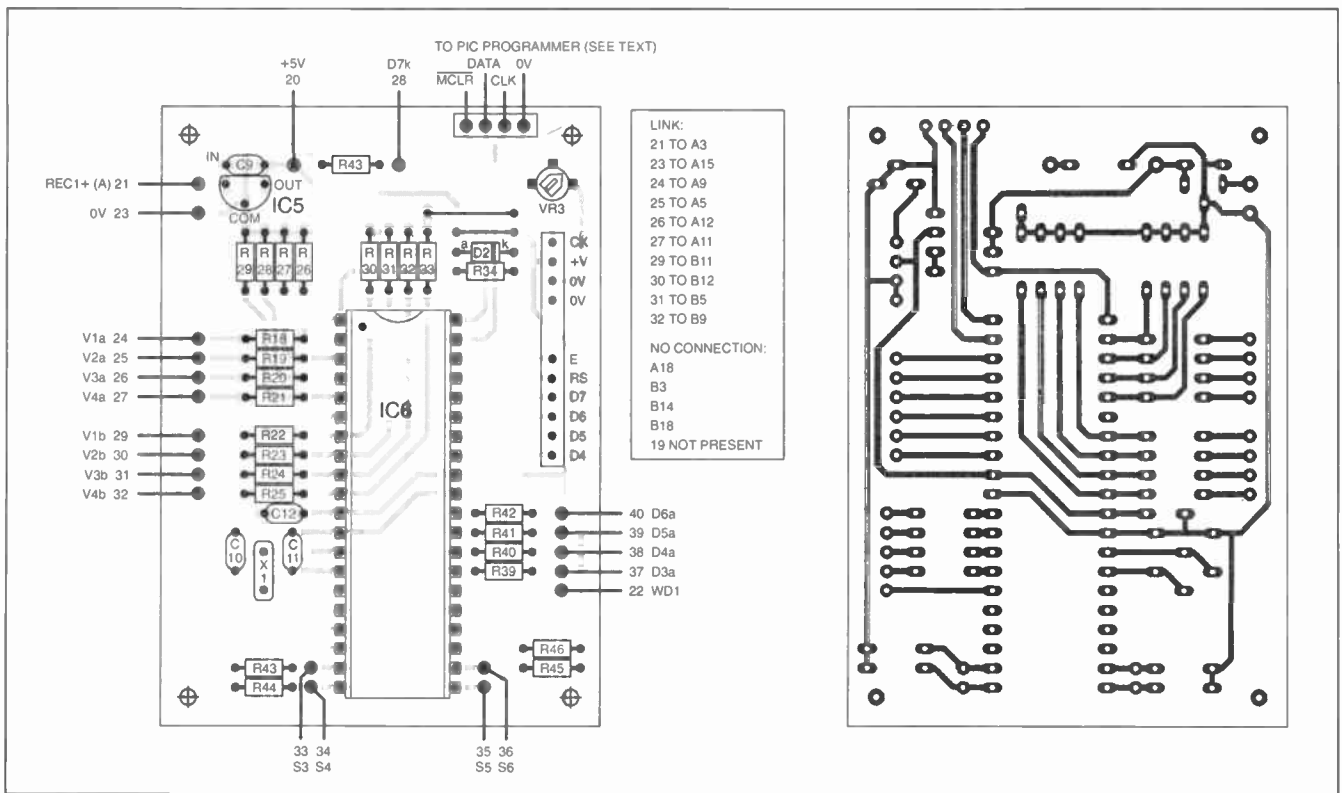 TO PIC PROGRAMMER (SEE TEXT)
+5V
20
D7k
28
MCLR
DATA
CLK
0V
IN
C9
R43
OUT
IC5
COM
REC1+ (A) 21
0V 23
VR3
R 29
R 28
R 27
R 26
R 30
R 31
R 32
R 33
a
D2
k
R34
CK
+V
0V
0V
E
RS
D7
D6
D5
D4
V1a 24
V2a 25
V3a 26
V4a 27
R18
R19
R20
R21
V1b 29
V2b 30
V3b 31
V4b 32
R22
R23
R24
R25
IC6
C12
C 10
X1
C 11
R42
R41
R40
R39
40 D6a
39 D5a
38 D4a
37 D3a
22 WD1
R43
R44
R46
R45
33
S3
34
S4
35
S5
36
S6
LINK:
21 TO A3
23 TO A15
24 TO A9
25 TO A5
26 TO A12
27 TO A11
29 TO B11
30 TO B12
31 TO B5
32 TO B9
NO CONNECTION:
A18
B3
B14
B18
19 NOT PRESENT